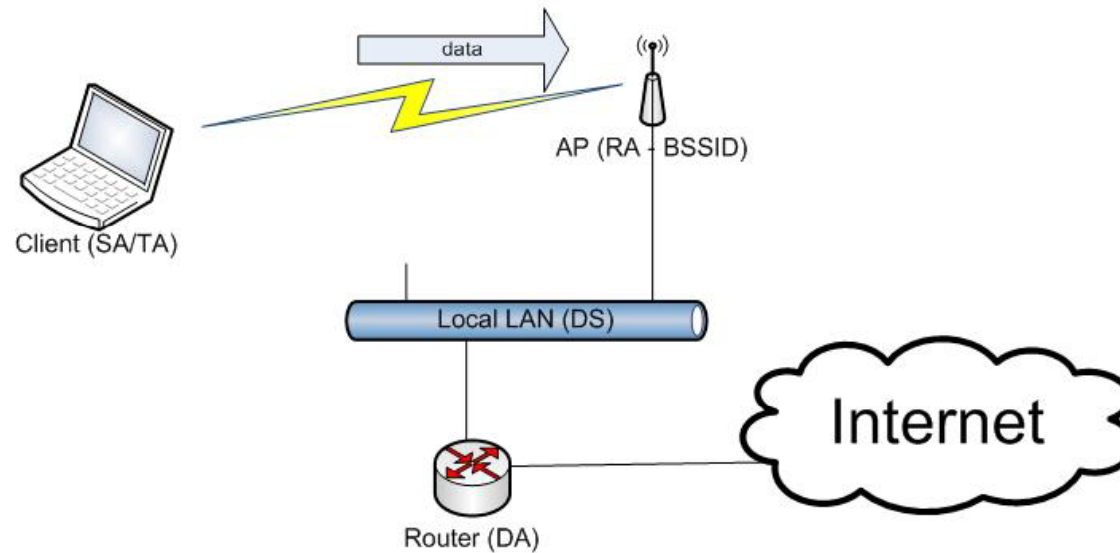 data
AP (RA - BSSID)
Client (SA/TA)
Local LAN (DS)
Internet
Router (DA)